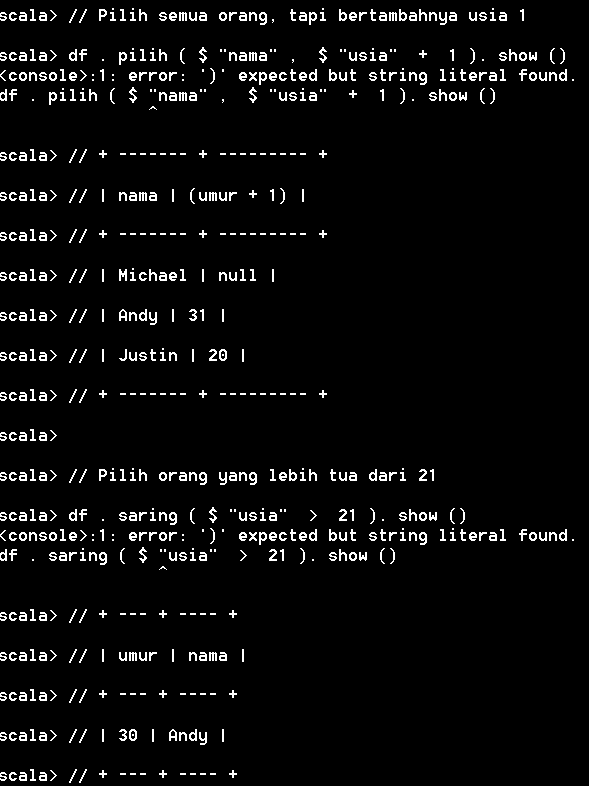 scala> // Pilih semua orang, tapi bertambahnya usia 1
scala> df . pilih ( $ "nama" ,  $ "usia"  +  1 ). show ()
<console>:1: error: ')' expected but string literal found.
df . pilih ( $ "nama" ,  $ "usia"  +  1 ). show ()
^
scala> // + ------- + --------- +
scala> // | nama | (umur + 1) |
scala> // + ------- + --------- +
scala> // | Michael | null |
scala> // | Andy | 31 |
scala> // | Justin | 20 |
scala> // + ------- + --------- +
scala>
scala> // Pilih orang yang lebih tua dari 21
scala> df . saring ( $ "usia"  >  21 ). show ()
<console>:1: error: ')' expected but string literal found.
df . saring ( $ "usia"  >  21 ). show ()
^
scala> // + --- + ---- +
scala> // | umur | nama |
scala> // + --- + ---- +
scala> // | 30 | Andy |
scala> // + --- + ---- +